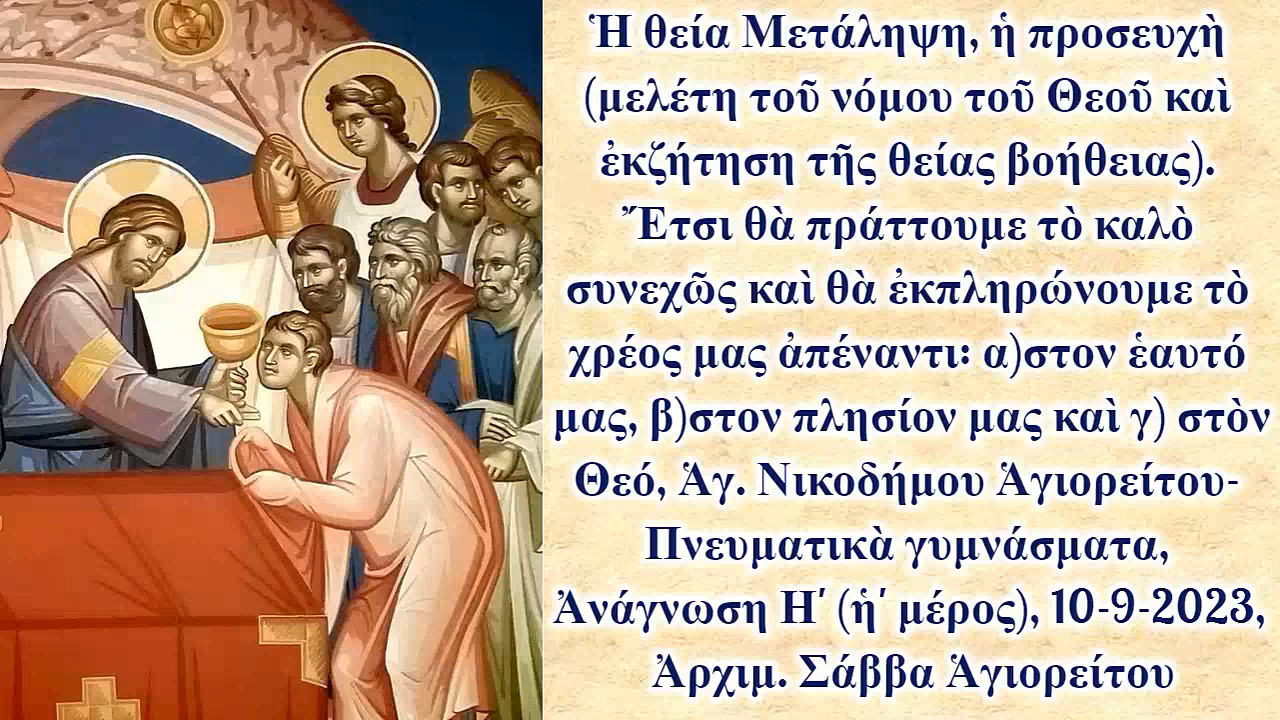 Ἡ θεία Μετάληψη, ἡ προσευχὴ
(μελέτη τοῦ νόμου τοῦ Θεοῦ καὶ
ἐκζήτηση τῆς θείας βοήθειας).
Ἔτσι θὰ πράττουμε τὸ καλὸ
συνεχῶς καὶ θὰ ἐκπληρώνουμε τὸ
χρέος μας ἀπέναντι: α)στον ἑαυτό
μας, β)στον πλησίον μας καὶ γ) στὸν
Θεό, Ἁγ. Νικοδήμου Ἁγιορείτου-
Πνευματικὰ γυμνάσματα,
Ἀνάγνωση Η΄ (ἡ΄ μέρος), 10-9-2023,
Ἀρχιμ. Σάββα Ἁγιορείτου